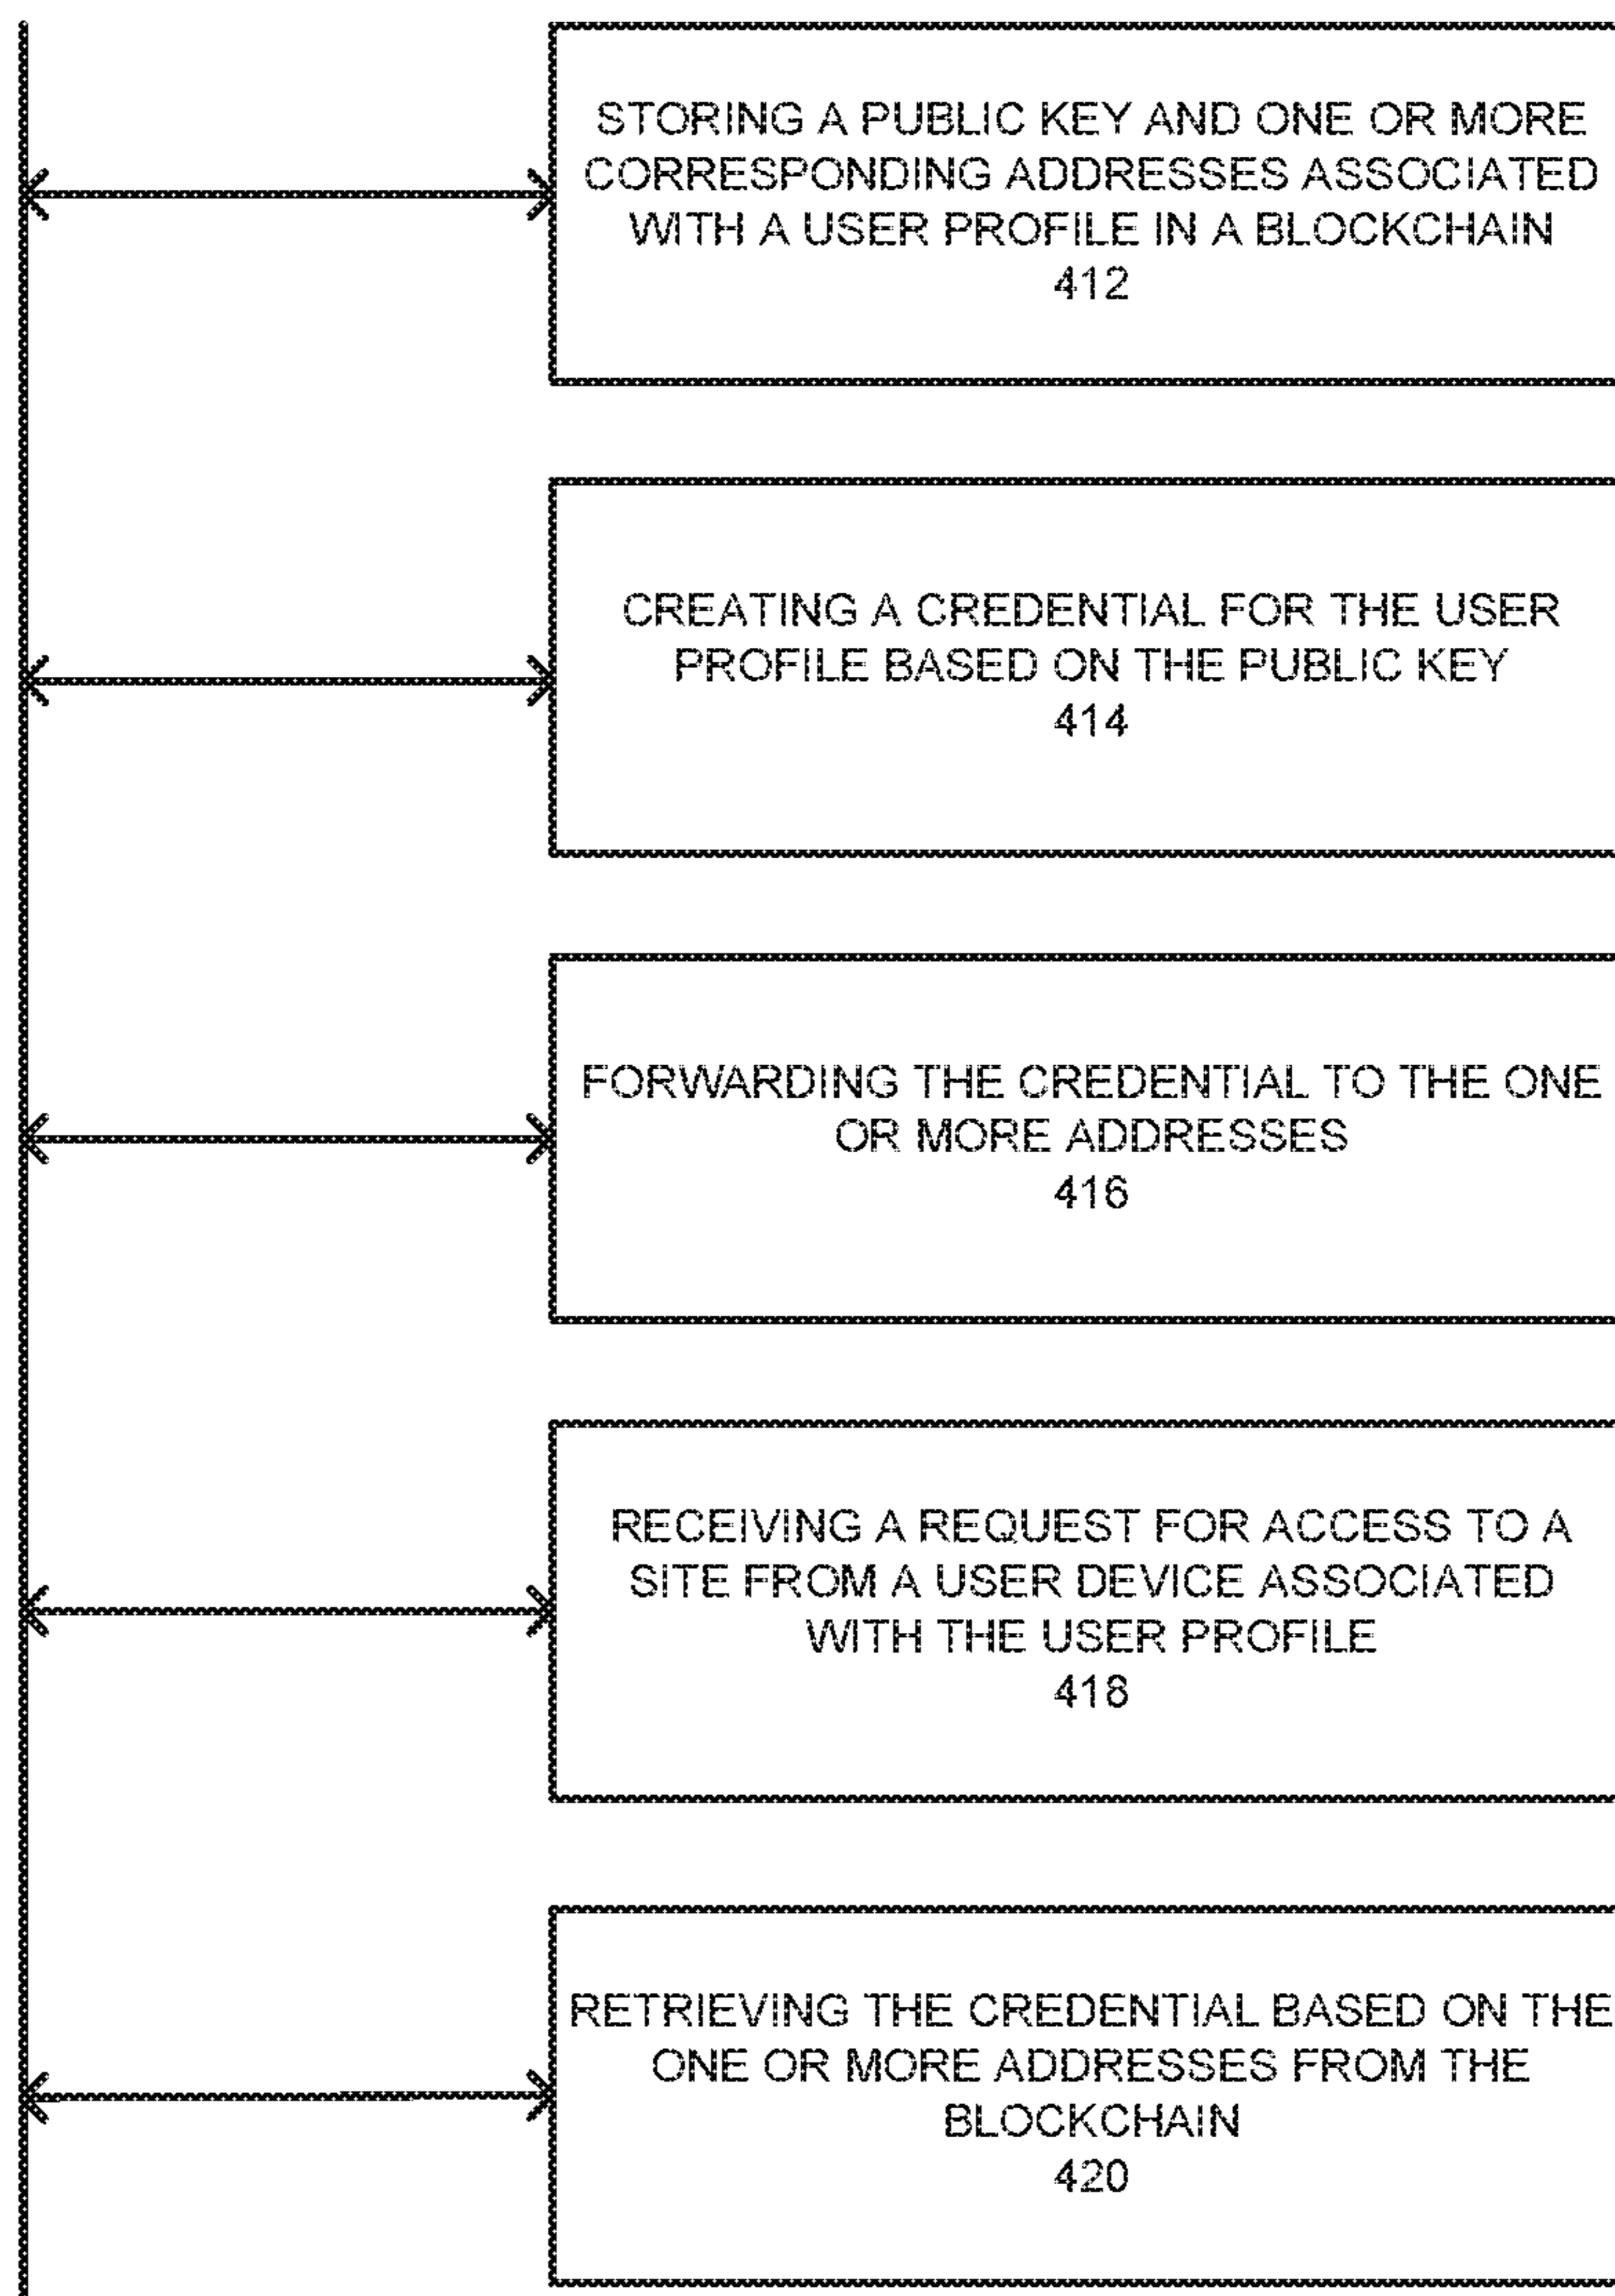 STORING A PUBLIC KEY AND ONE OR MORE
CORRESPONDING ADDRESSES ASSOCIATED
WITH A USER PROFILE IN A BLOCKCHAIN
412
CREATING A CREDENTIAL FOR THE USER
PROFILE BASED ON THE PUBLIC KEY
414
FORWARDING THE CREDENTIAL TO THE ONE
OR MORE ADDRESSES
416
RECEIVING A REQUEST FOR ACCESS TO A
SITE FROM A USER DEVICE ASSOCIATED
WITH THE USER PROFILE
418
RETRIEVING THE CREDENTIAL BASED ON THE
ONE OR MORE ADDRESSES FROM THE
BLOCKCHAIN
420